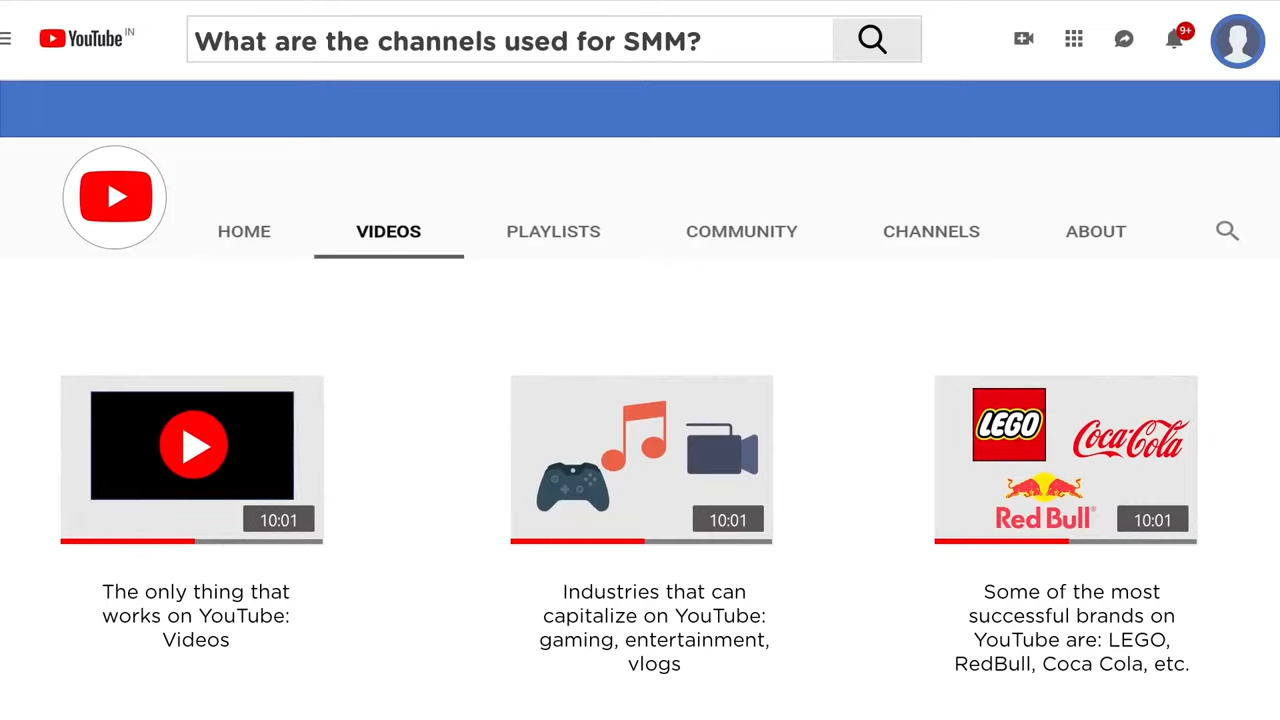 YouTube IN
What are the channels used for SMM?
9+
HOME
VIDEOS
PLAYLISTS
COMMUNITY
CHANNELS
ABOUT
10:01
10:01
LEGO
Coca-Cola
Red Bull®
10:01
The only thing that
works on YouTube:
Videos
Industries that can
capitalize on YouTube:
gaming, entertainment,
vlogs
Some of the most
successful brands on
YouTube are: LEGO,
RedBull, Coca Cola, etc.